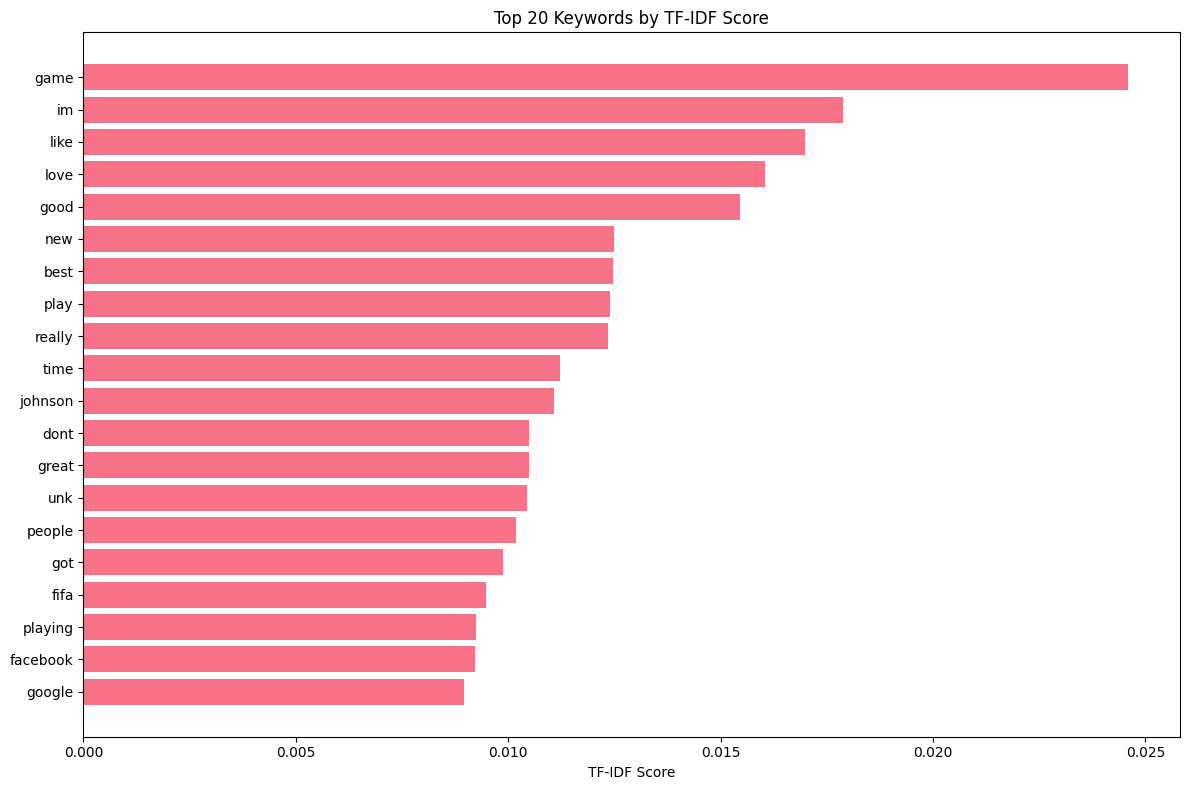 Top 20 Keywords by TF-IDF Score
game
im
like
love
good
new
best
play
really
time
johnson
dont
great
unk
people
got
fifa
playing
facebook
google
0.000 0.005 0.010 0.015 0.020 0.025
TF-IDF Score